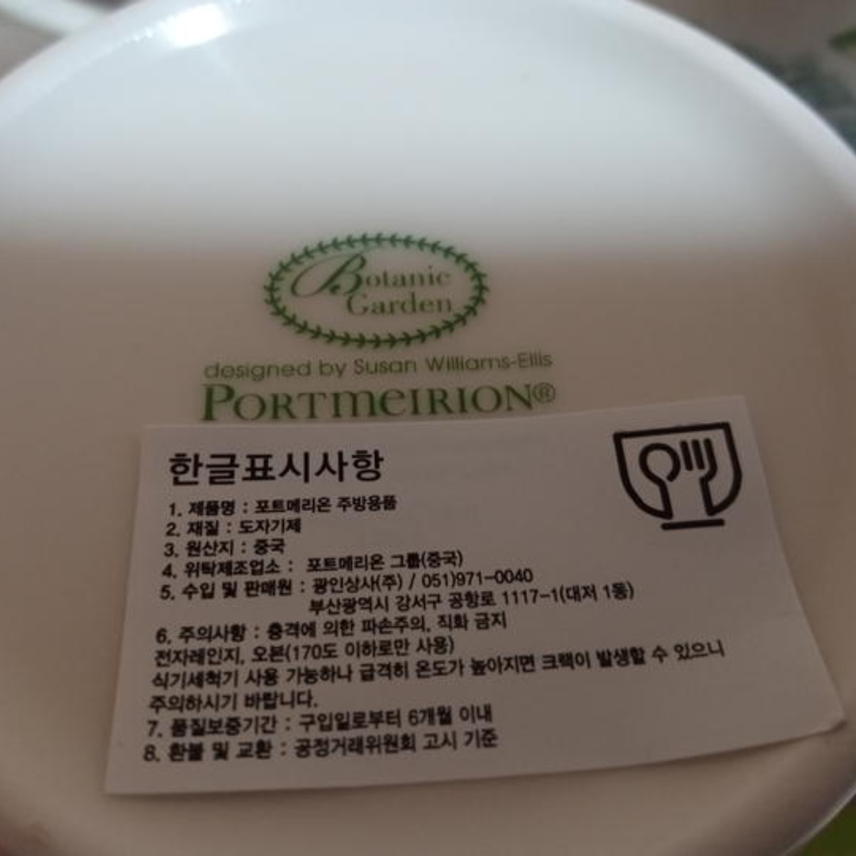 Botanic
Garden
designed by Susan Williams-Ellis
PORTMEIRION®
한글표시사항
1. 제품명 : 포트메리온 주방용품
2. 재질 : 도자기제
3. 원산지 : 중국
4. 위탁제조업소 : 포트메리온 그룹(중국)
5. 수입 및 판매원 : 광인상사(주) / 051)971-0040
부산광역시 강서구 공항로 1117-1(대저 1동)
6. 주의사항 : 충격에 의한 파손주의, 직화 금지
전자레인지, 오븐(170도 이하로만 사용)
식기세척기 사용 가능하나 급격히 온도가 높아지면 크랙이 발생할 수 있으니
주의하시기 바랍니다.
7. 품질보증기간 : 구입일로부터 6개월 이내
8. 환불 및 교환 : 공정거래위원회 고시 기준